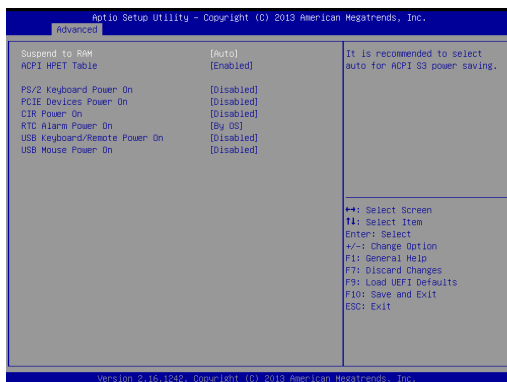 Aptio Setup Utility – Copyright (C) 2013 American Megatrends, Inc.
Advanced
Suspend to RAM [Auto]
ACPI HPET Table [Enabled]
PS/2 Keyboard Power On [Disabled]
PCIE Devices Power On [Disabled]
CIR Power On [Disabled]
RTC Alarm Power On [By OS]
USB Keyboard/Remote Power On [Disabled]
USB Mouse Power On [Disabled]
It is recommended to select
auto for ACPI S3 power saving.
↔: Select Screen
↑↓: Select Item
Enter: Select
+/-: Change Option
F1: General Help
F7: Discard Changes
F9: Load UEFI Defaults
F10: Save and Exit
ESC: Exit
Version 2.16.1242. Copyright (C) 2013 American Megatrends, Inc.